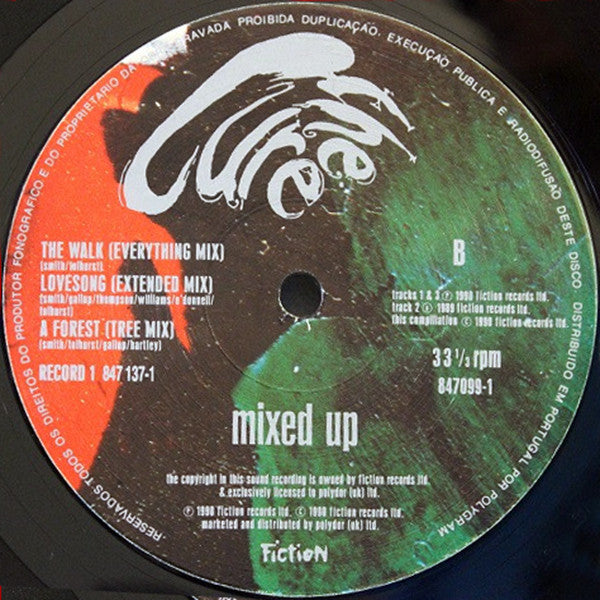 RESERVADOS TODOS OS DIREITOS DO PRODUTOR FONOGRÁFICO E DO PROPRIETARIO DA OBRA GRAVADA PROIBIDA DUPLICAÇÃO, EXECUÇÃO, PUBLICA E RADIODIFUSÃO DESTE DISCO DISTRIBUIDO EM PORTUGAL POR POLYGRAM
the cure
THE WALK (EVERYTHING MIX)
(smith/tolhurst)
LOVESONG (EXTENDED MIX)
(smith/gallup/thompson/williams/o'donnell/
tolhurst)
A FOREST (TREE MIX)
(smith/tolhurst/gallup/hartley)
RECORD 1 847 137-1
B
tracks 1 & 3 ℗ 1990 fiction records ltd.
track 2 ℗ 1989 fiction records ltd.
this compilation © 1990 fiction records ltd.
33 1/3 rpm
847099-1
mixed up
the copyright in this sound recording is owned by fiction records ltd.
& exclusively licensed to polydor (uk) ltd.
℗ 1990 fiction records ltd. © 1990 fiction records ltd.
marketed and distributed by polydor (uk) ltd.
Fiction